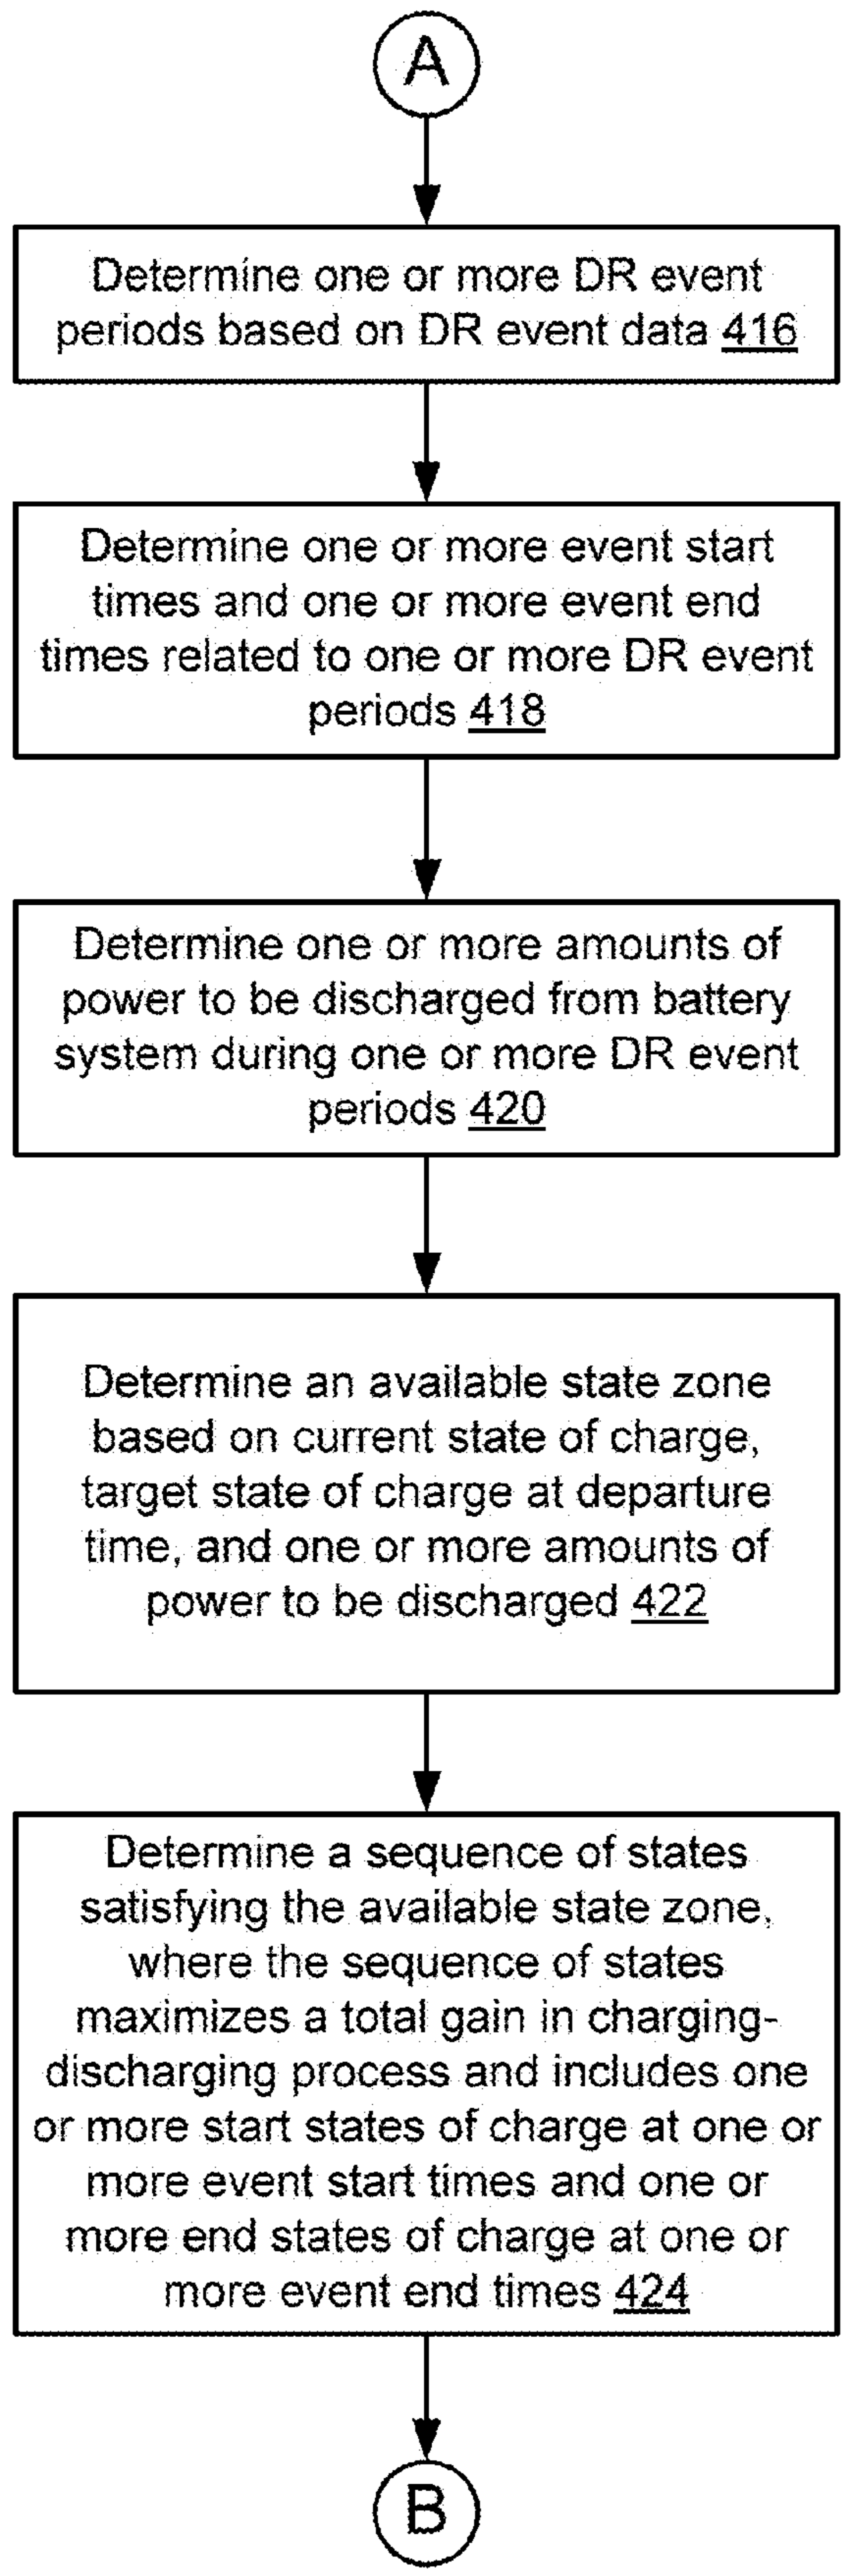 A
Determine one or more DR event
periods based on DR event data 416
Determine one or more event start
times and one or more event end
times related to one or more DR event
periods 418
Determine one or more amounts of
power to be discharged from battery
system during one or more DR event
periods 420
Determine an available state zone
based on current state of charge,
target state of charge at departure
time, and one or more amounts of
power to be discharged 422
Determine a sequence of states
satisfying the available state zone,
where the sequence of states
maximizes a total gain in charging-
discharging process and includes one
or more start states of charge at one or
more event start times and one or
more end states of charge at one or
more event end times 424
B